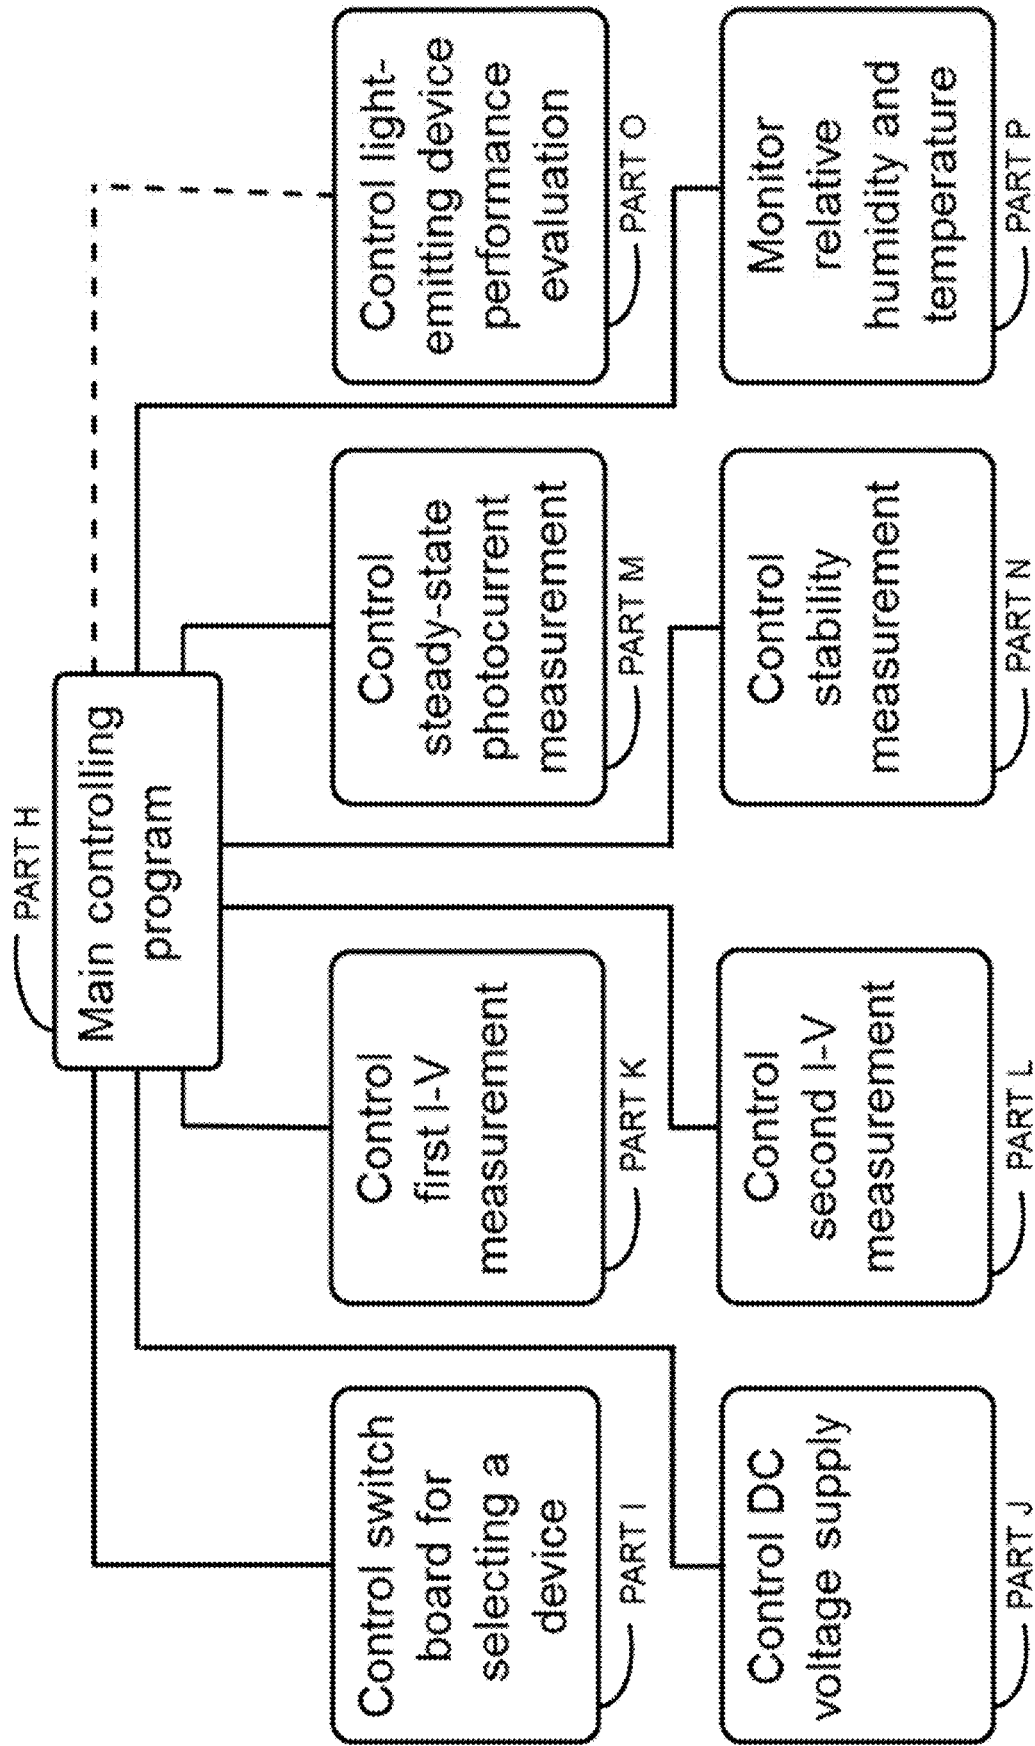 PART H
Main controlling
program
Control switch
board for
selecting a
device
PART I
Control
first I-V
measurement
PART K
Control
steady-state
photocurrent
measurement
PART M
Control light-
emitting device
performance
evaluation
PART O
Control DC
voltage supply
PART J
Control
second I-V
measurement
PART L
Control
stability
measurement
PART N
Monitor
relative
humidity and
temperature
PART P